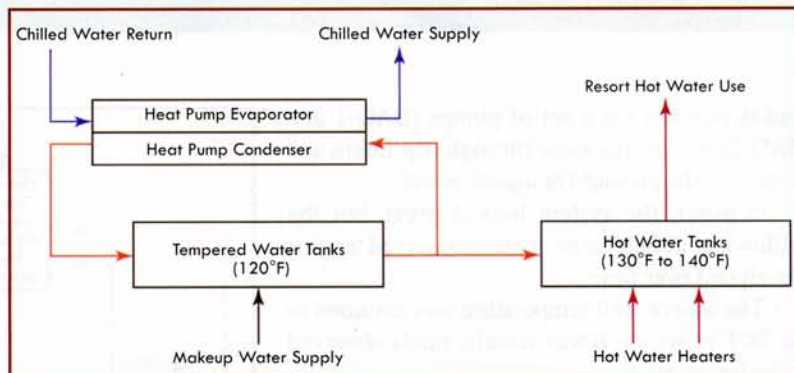 Chilled Water Return
Chilled Water Supply
Resort Hot Water Use
Heat Pump Evaporator
Heat Pump Condenser
Tempered Water Tanks
(120°F)
Hot Water Tanks
(130°F to 140°F)
Makeup Water Supply
Hot Water Heaters